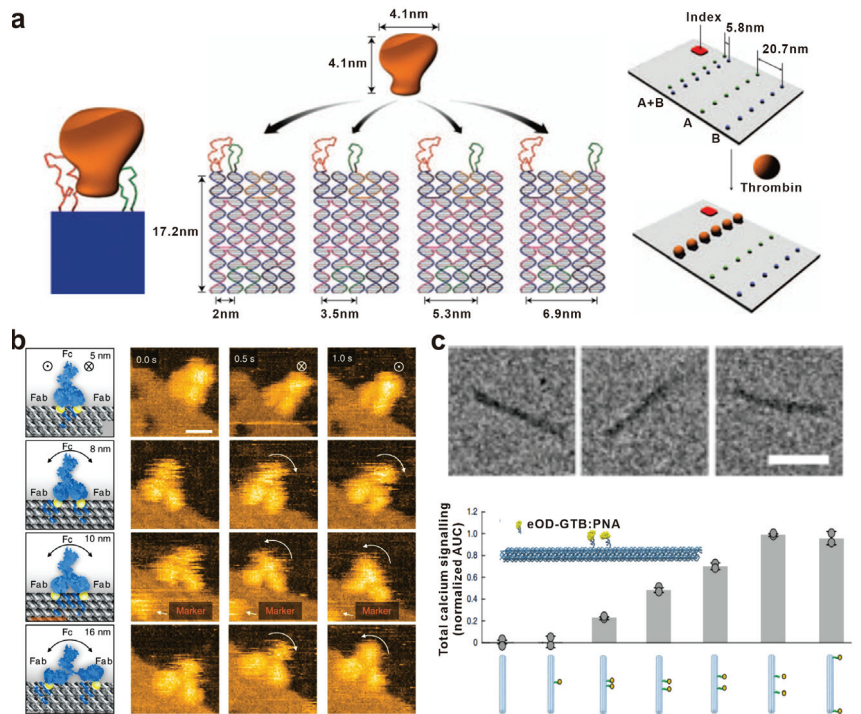 a
4.1nm
4.1nm
17.2nm
2nm
3.5nm
5.3nm
6.9nm
Index
5.8nm
20.7nm
A+B
A
B
Thrombin
b
Fc
5 nm
Fab
Fab
0.0 s
0.5 s
1.0 s
Fc
8 nm
Fab
Fab
Fc
10 nm
Fab
Fab
Marker
Marker
Marker
Fc
16 nm
Fab
Fab
c
eOD-GTB:PNA
Total calcium signalling
(normalized AUC)
1.2
1.0
0.8
0.6
0.4
0.2
0